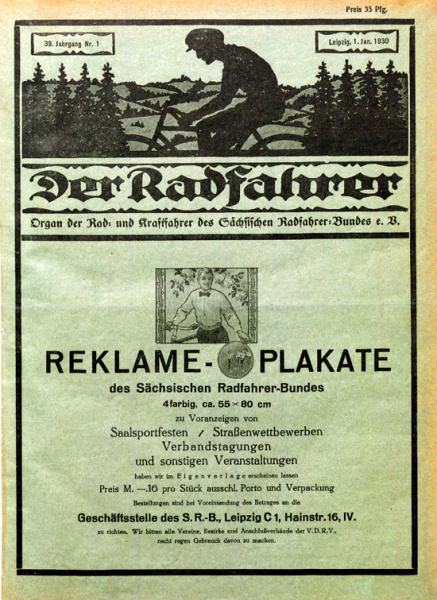 Preis 35 Pfg.
39. Jahrgang Nr. 1
Leipzig, 1. Jan. 1930
Der Radfahrer
Organ der Rad- und Kraftfahrer des Sächsischen Radfahrer-Bundes e. V.
REKLAME-PLAKATE
des Sächsischen Radfahrer-Bundes
4farbig, ca. 55 × 80 cm
zu Voranzeigen von
Saalsportfesten / Straßenwettbewerben
Verbandstagungen
und sonstigen Veranstaltungen
haben wir im Eigenverlage erscheinen lassen
Preis M. —.16 pro Stück ausschl. Porto und Verpackung
Bestellungen sind bei Voreinsendung des Betrages an die
Geschäftsstelle des S. R.-B., Leipzig C 1, Hainstr. 16, IV.
zu richten. Wir bitten alle Vereine, Bezirke und Anschlußverbände der V. D. R. V.,
recht regen Gebrauch davon zu machen.